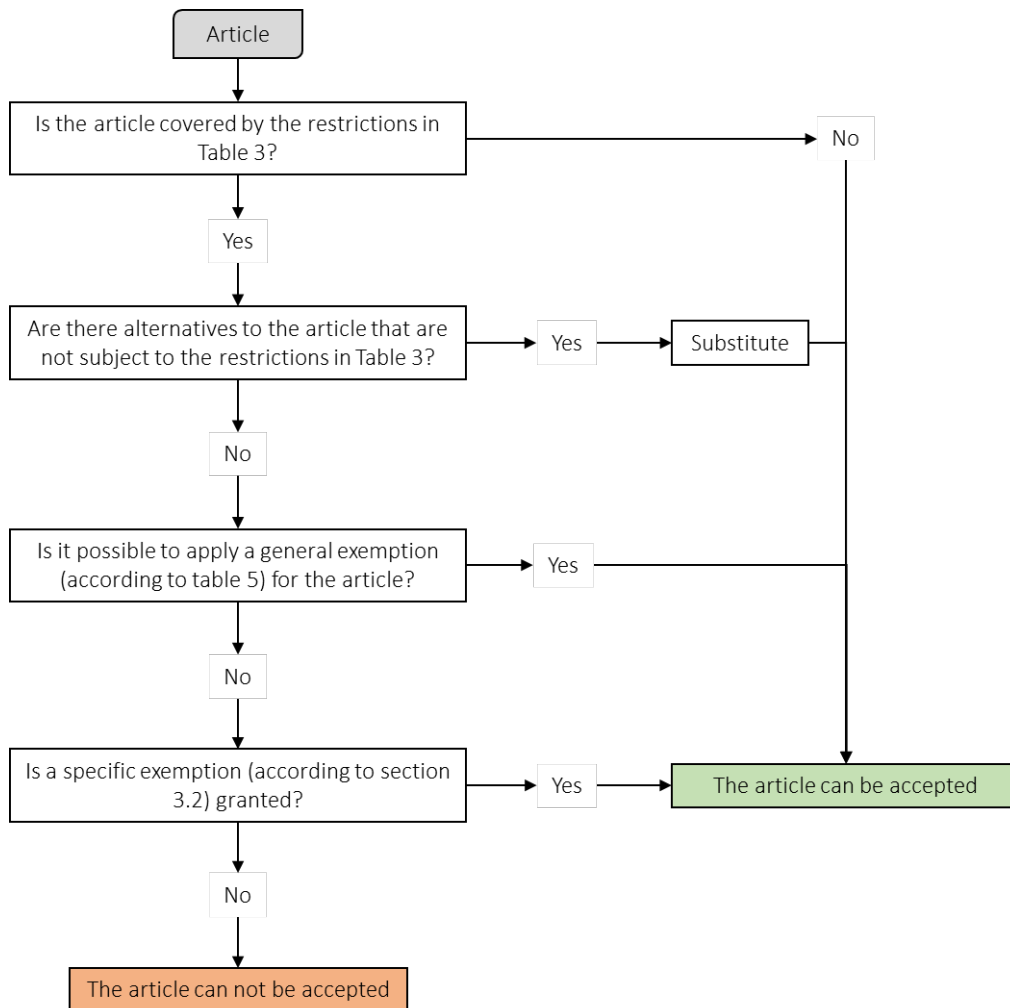 Article
Is the article covered by the restrictions in
Table 3?
No
Yes
Are there alternatives to the article that are
not subject to the restrictions in Table 3?
Yes
Substitute
No
Is it possible to apply a general exemption
(according to table 5) for the article?
Yes
No
Is a specific exemption (according to section
3.2) granted?
Yes
The article can be accepted
No
The article can not be accepted